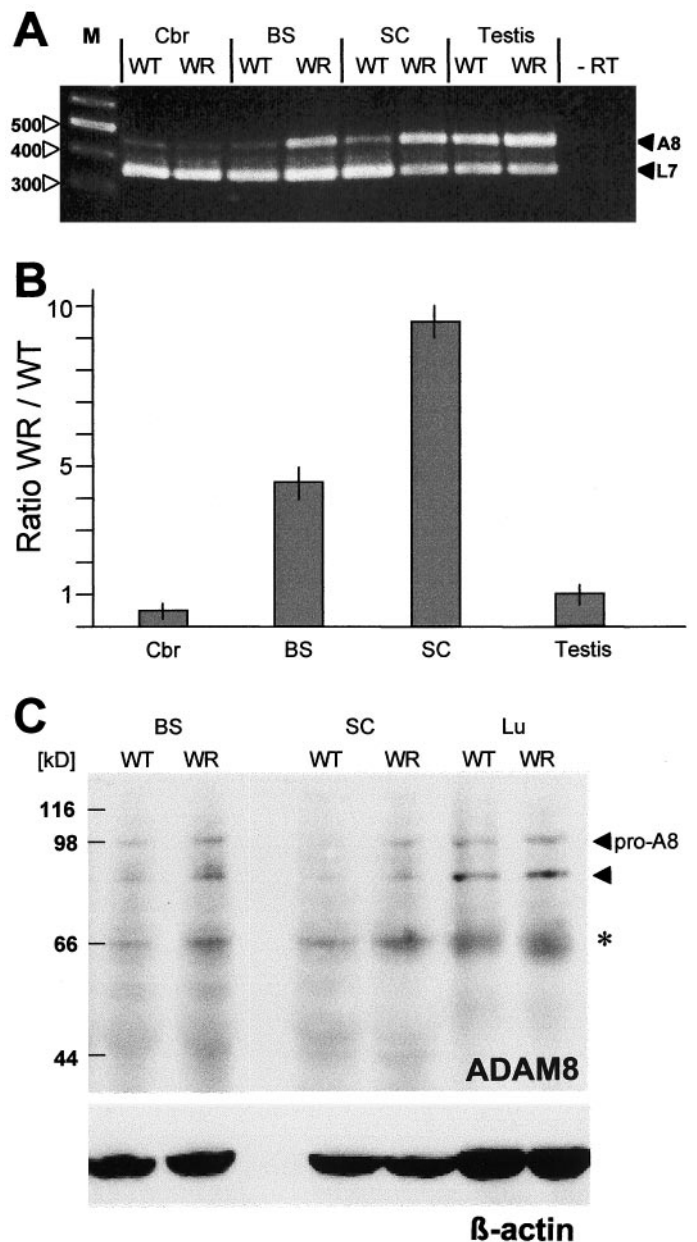 A
M Cbr BS SC Testis
WT WR WT WR WT WR WT WR - RT
500
400
300
A8
L7
B
Ratio WR / WT
10
5
1
Cbr BS SC Testis
C
BS SC Lu
[kD] WT WR WT WR WT WR
116
98
pro-A8
66
*
44
ADAM8
ß-actin